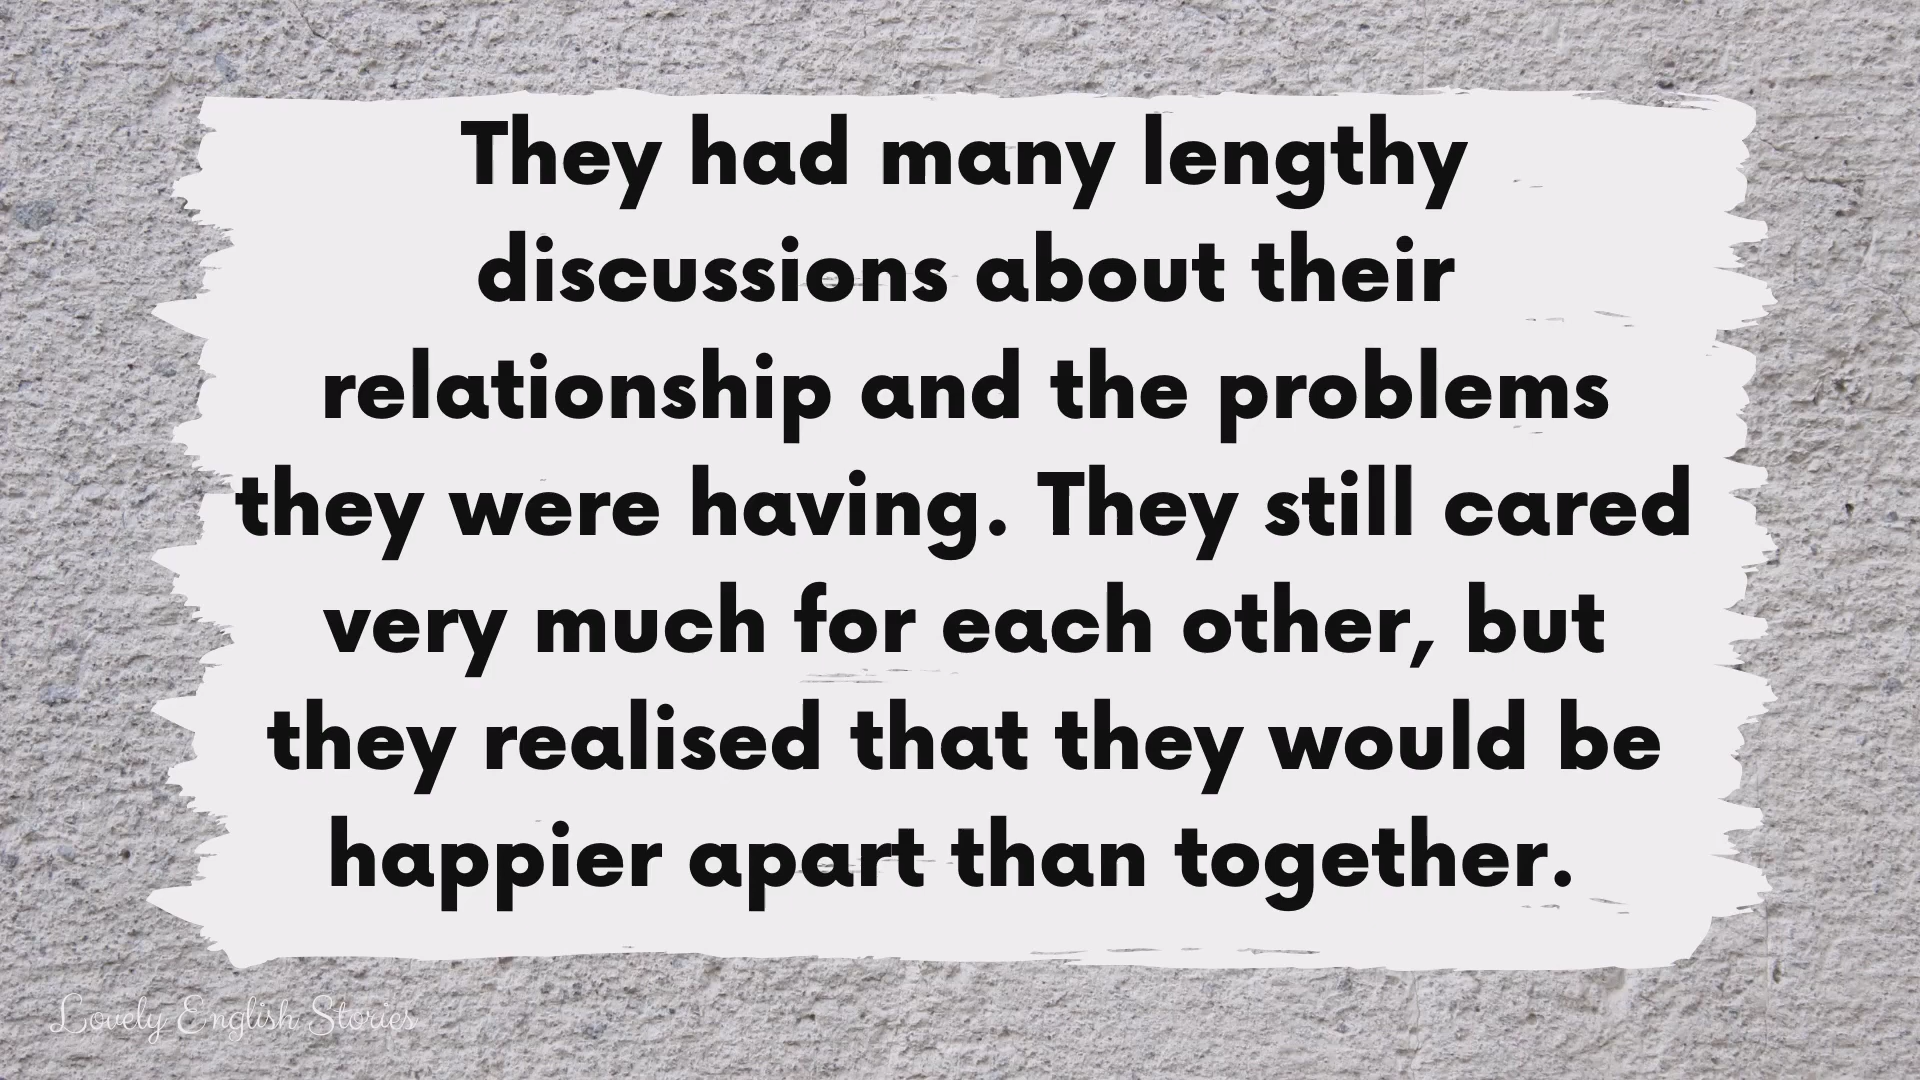 They had many lengthy
discussions about their
relationship and the problems
they were having. They still cared
very much for each other, but
they realised that they would be
happier apart than together.
Lovely English Stories